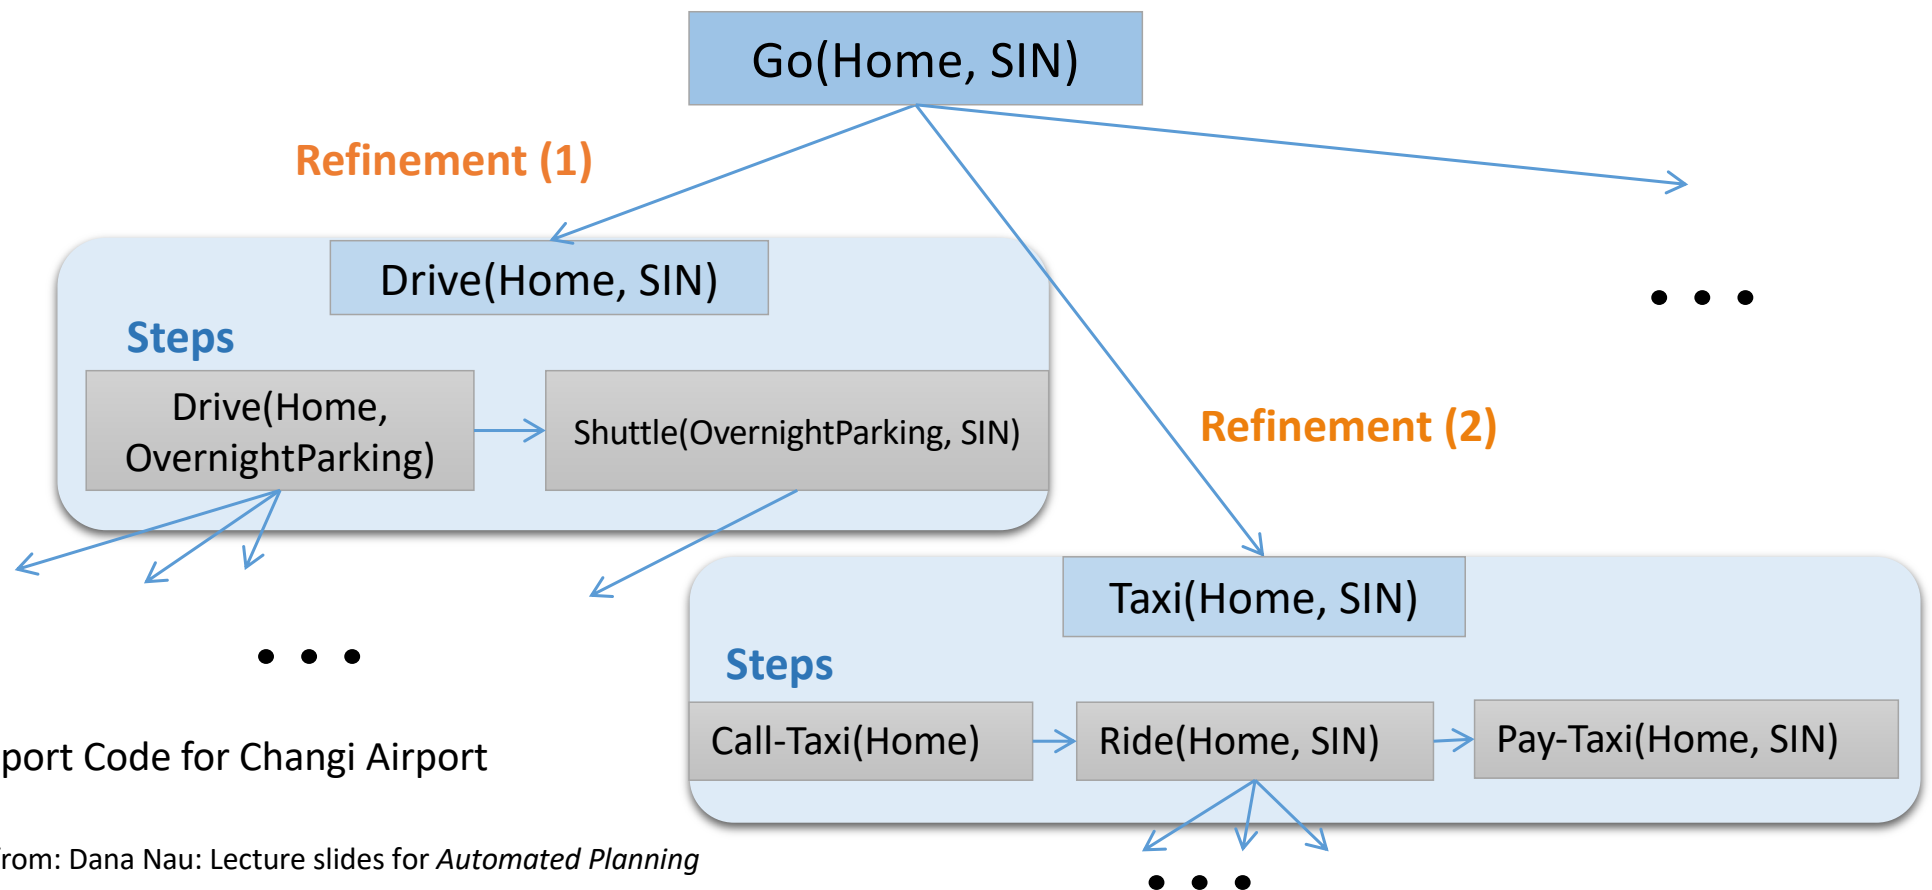 Go(Home, SIN)
Refinement (1)
Drive(Home, SIN)
Steps
Drive(Home,
OvernightParking)
Shuttle(OvernightParking, SIN)
Refinement (2)
Taxi(Home, SIN)
Steps
Call-Taxi(Home)
Ride(Home, SIN)
Pay-Taxi(Home, SIN)
port Code for Changi Airport
rom: Dana Nau: Lecture slides for Automated Planning